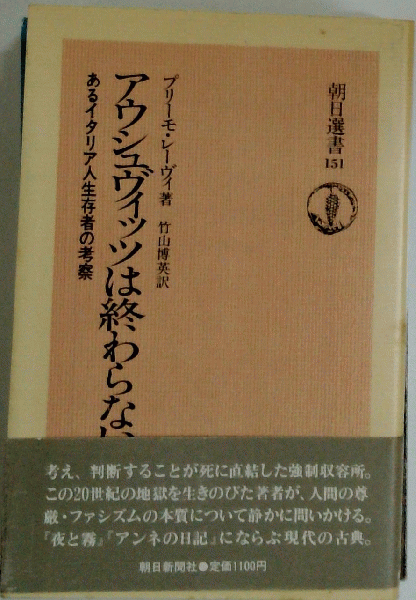 朝日選書
151
プリーモ・レーヴィ著 竹山博英訳
アウシュヴィッツは終わらない
あるイタリア人生存者の考察
考え、判断することが死に直結した強制収容所。
この20世紀の地獄を生きのびた著者が、人間の尊
厳・ファシズムの本質について静かに問いかける。
『夜と霧』『アンネの日記』にならぶ現代の古典。
朝日新聞社●定価1100円